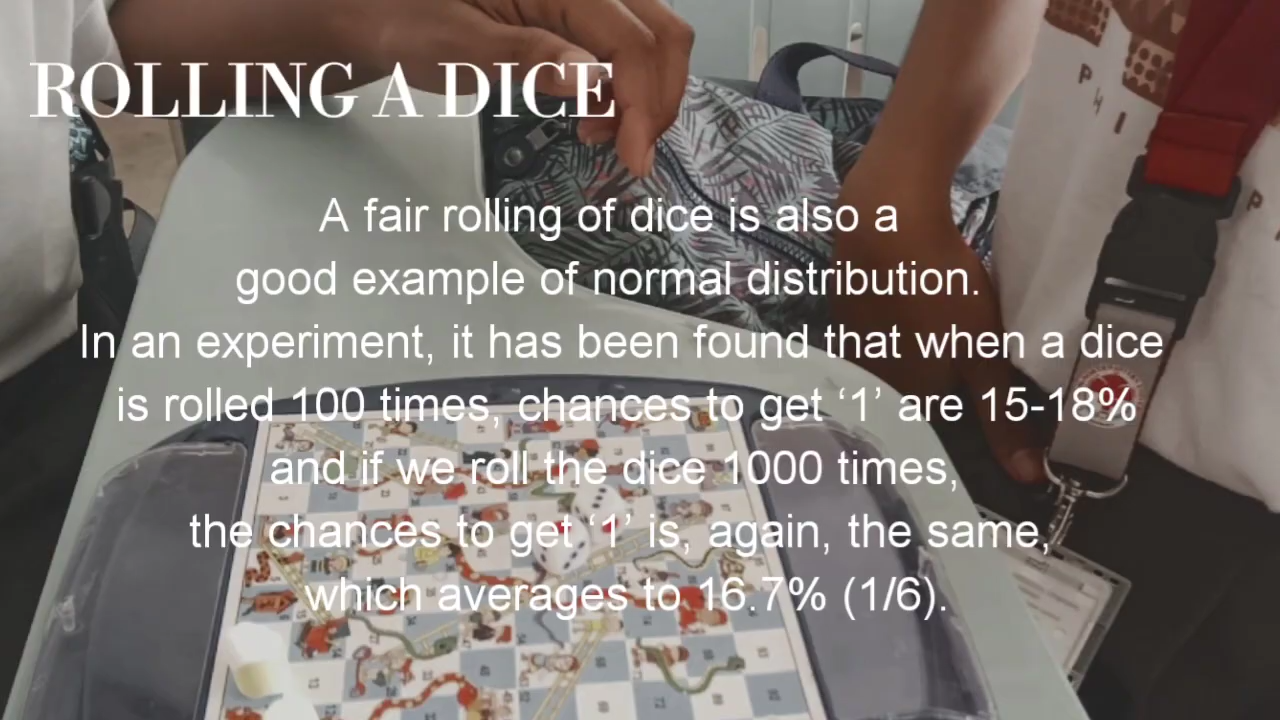 ROLLING A DICE
A fair rolling of dice is also a
good example of normal distribution.
In an experiment, it has been found that when a dice
is rolled 100 times, chances to get ‘1’ are 15-18%
and if we roll the dice 1000 times,
the chances to get ‘1’ is, again, the same,
which averages to 16.7% (1/6).
P H I
P